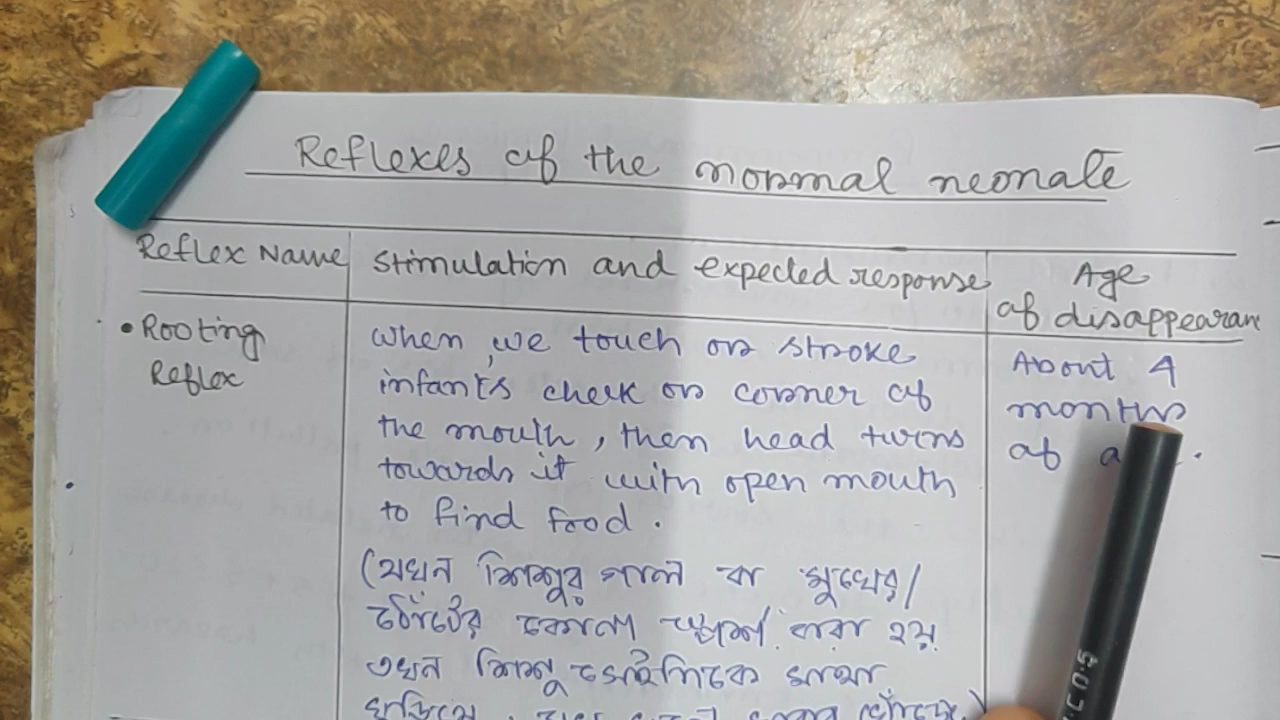 Reflexes of the normal neonate
Reflex Name
stimulation and expected response
Age
of disappearan
• Rooting
Reflex
when we touch or stroke
infant's cheek or corner of
the mouth, then head turns
towards it with open mouth
to find food.
(যখন শিশুর গালে বা মুখের/
ঠোঁটের কোনা স্পর্শ করা হয়
তখন শিশু সেইদিকে মাথা
About 4
months
of
0.5